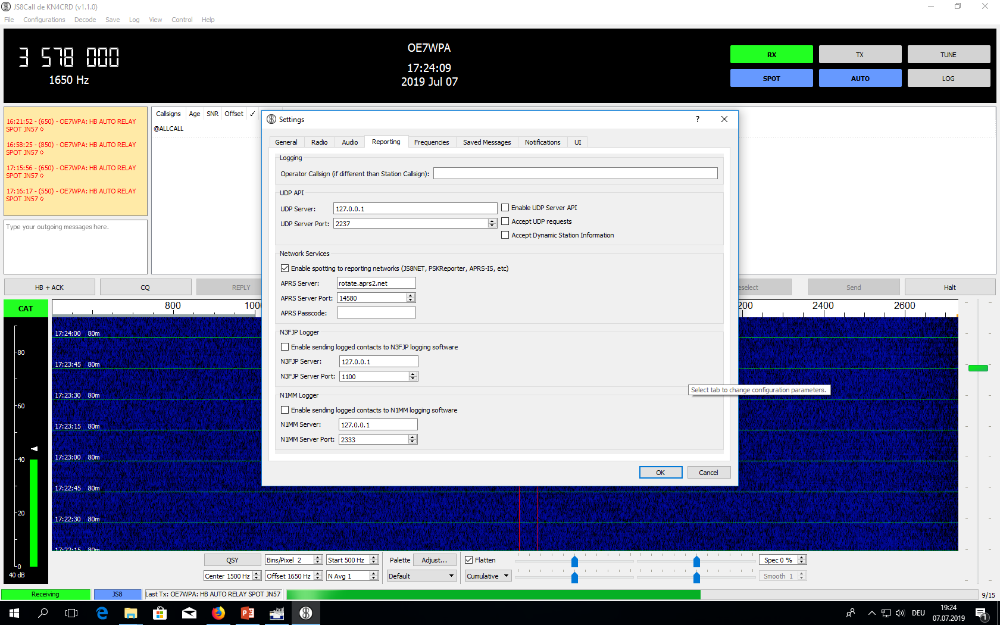 JS8Call de KN4CRD (v1.1.0)
File Configurations Decode Save Log View Control Help
3 578 000
1650 Hz
OE7WPA
17:24:09
2019 Jul 07
RX TX TUNE
SPOT AUTO LOG
16:21:52 - (650) - OE7WPA: HB AUTO RELAY
SPOT JN57 ♢
16:58:25 - (850) - OE7WPA: HB AUTO RELAY
SPOT JN57 ♢
17:15:56 - (650) - OE7WPA: HB AUTO RELAY
SPOT JN57 ♢
17:16:17 - (550) - OE7WPA: HB AUTO RELAY
SPOT JN57 ♢
Type your outgoing messages here.
Callsigns Age SNR Offset ✓
@ALLCALL
Settings
?
General Radio Audio Reporting Frequencies Saved Messages Notifications UI
Logging
Operator Callsign (if different than Station Callsign):
UDP API
UDP Server: 127.0.0.1
Enable UDP Server API
UDP Server Port: 2237
Accept UDP requests
Accept Dynamic Station Information
Network Services
Enable spotting to reporting networks (JS8NET, PSKReporter, APRS-IS, etc)
APRS Server: rotate.aprs2.net
APRS Server Port: 14580
APRS Passcode:
N3FJP Logger
Enable sending logged contacts to N3FJP logging software
N3FJP Server: 127.0.0.1
N3FJP Server Port: 1100
N1MM Logger
Enable sending logged contacts to N1MM logging software
N1MM Server: 127.0.0.1
N1MM Server Port: 2333
OK Cancel
Select tab to change configuration parameters.
HB + ACK CQ REPLY eselect Send Halt
CAT
800 100 200 2400 2600
17:24:00 80m
17:23:45 80m
17:23:30 80m
17:23:15 80m
17:23:00 80m
17:22:45 80m
17:22:30 80m
17:22:15 80m
-80
-60
-40
-20
-0
40 dB
QSY Bins/Pixel 2 Start 500 Hz Palette Adjust... Flatten Spec 0 %
Center 1500 Hz Offset 1650 Hz N Avg 1 Default Cumulative Smooth 1
Receiving JS8 Last Tx: OE7WPA: HB AUTO RELAY SPOT JN57 9/15
DEU
19:24
07.07.2019
1